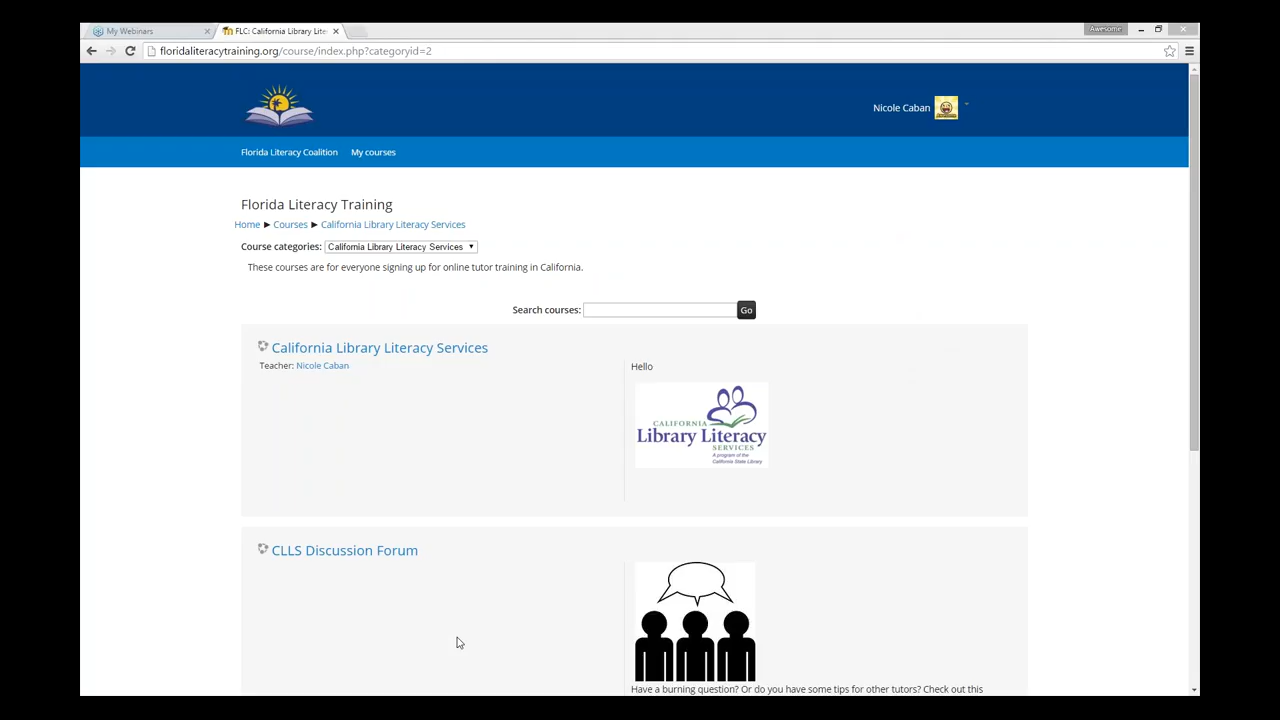 My Webinars
FLC: California Library Lite
Awesome
floridaliteracytraining.org/course/index.php?categoryid=2
Nicole Caban
Florida Literacy Coalition My courses
Florida Literacy Training
Home ► Courses ► California Library Literacy Services
Course categories: California Library Literacy Services
These courses are for everyone signing up for online tutor training in California.
Search courses: Go
California Library Literacy Services
Teacher: Nicole Caban
Hello
CALIFORNIA
Library Literacy
SERVICES
A program of the
California State Library
CLLS Discussion Forum
Have a burning question? Or do you have some tips for other tutors? Check out this